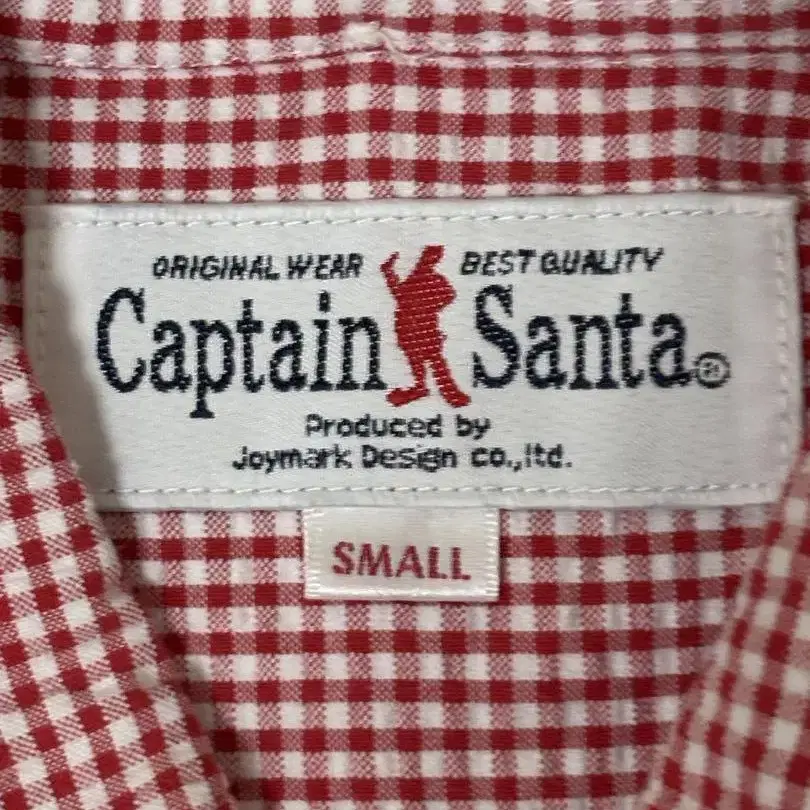 ORIGINAL WEAR BEST QUALITY
Captain Santa®
Produced by
Joymark Design co.,ltd.
SMALL